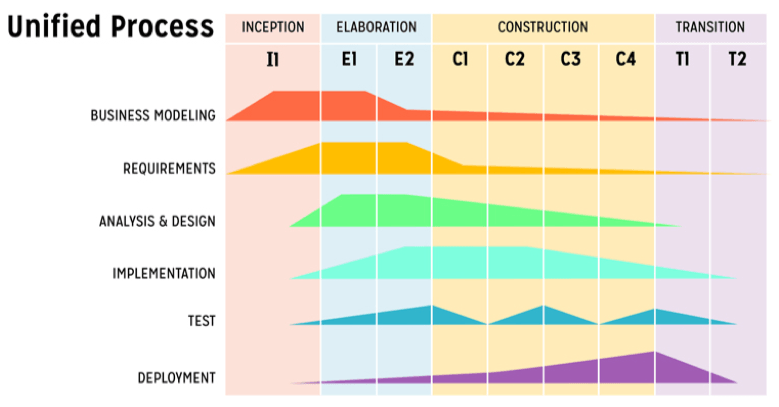 Unified Process
INCEPTION ELABORATION CONSTRUCTION TRANSITION
I1 E1 E2 C1 C2 C3 C4 T1 T2
BUSINESS MODELING
REQUIREMENTS
ANALYSIS & DESIGN
IMPLEMENTATION
TEST
DEPLOYMENT